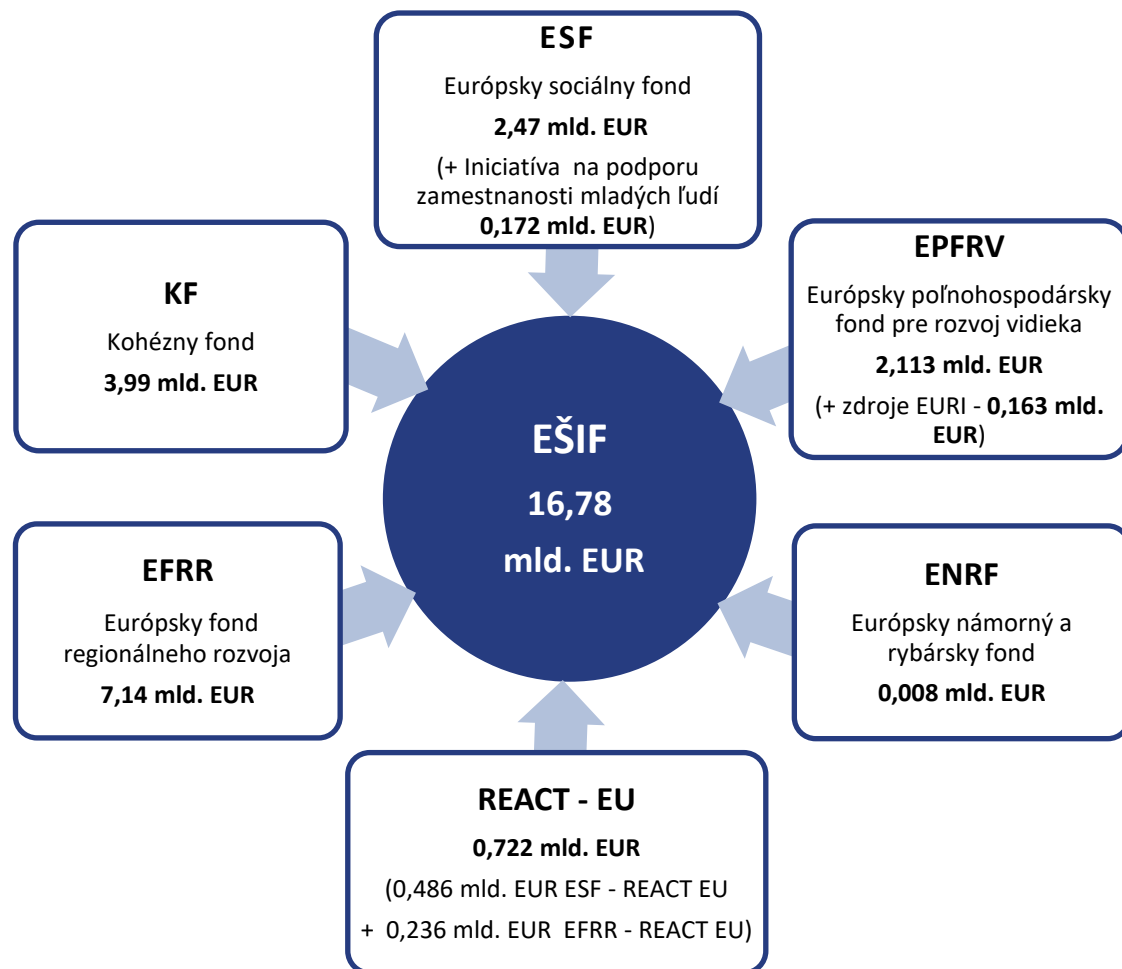 ESF
Európsky sociálny fond
2,47 mld. EUR
(+ Iniciatíva na podporu
zamestnanosti mladých ľudí
0,172 mld. EUR)
KF
Kohézny fond
3,99 mld. EUR
EPFRV
Európsky poľnohospodársky
fond pre rozvoj vidieka
2,113 mld. EUR
(+ zdroje EURI - 0,163 mld.
EUR)
EŠIF
16,78
mld. EUR
EFRR
Európsky fond
regionálneho rozvoja
7,14 mld. EUR
ENRF
Európsky námorný a
rybársky fond
0,008 mld. EUR
REACT - EU
0,722 mld. EUR
(0,486 mld. EUR ESF - REACT EU
+ 0,236 mld. EUR EFRR - REACT EU)